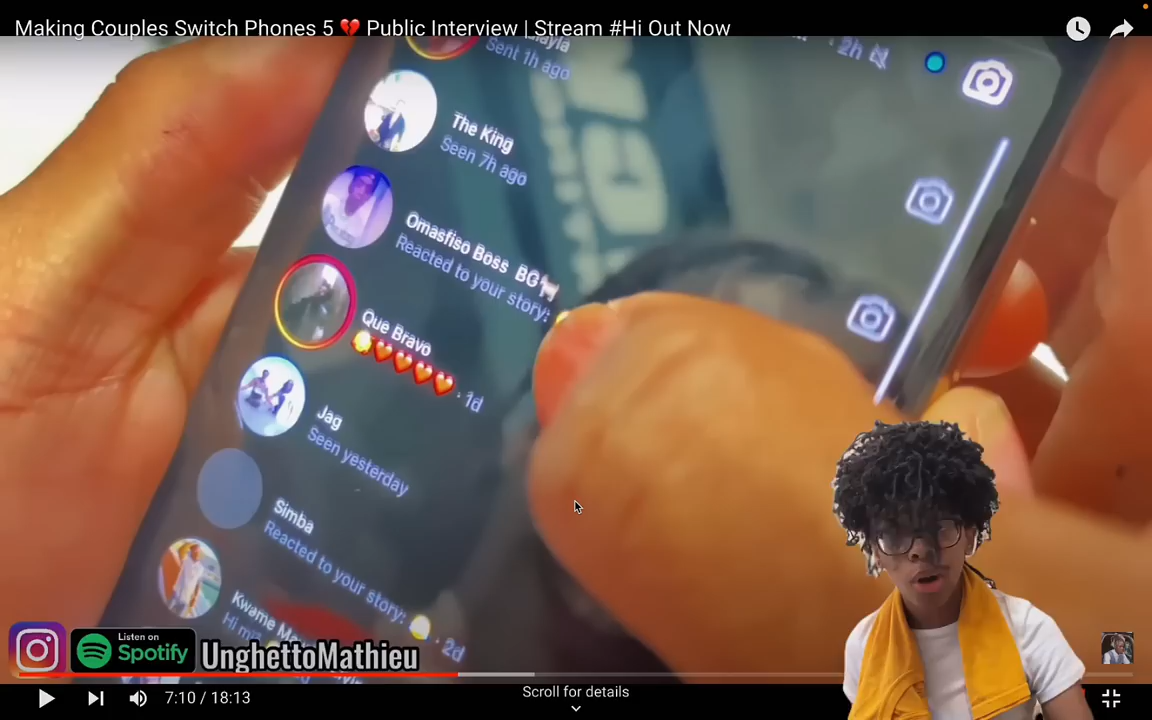 Making Couples Switch Phones 5 💔 Public Interview | Stream #Hi Out Now
Sent 1h ago
2h
The King
Seen 7h ago
Omasfiso Boss BG
Reacted to your story:
Que Bravo
· 1d
Jag
Seen yesterday
Simba
Reacted to your story: · 2d
Kwame
Listen on
Spotify
UnghettoMathieu
7:10 / 18:13
Scroll for details